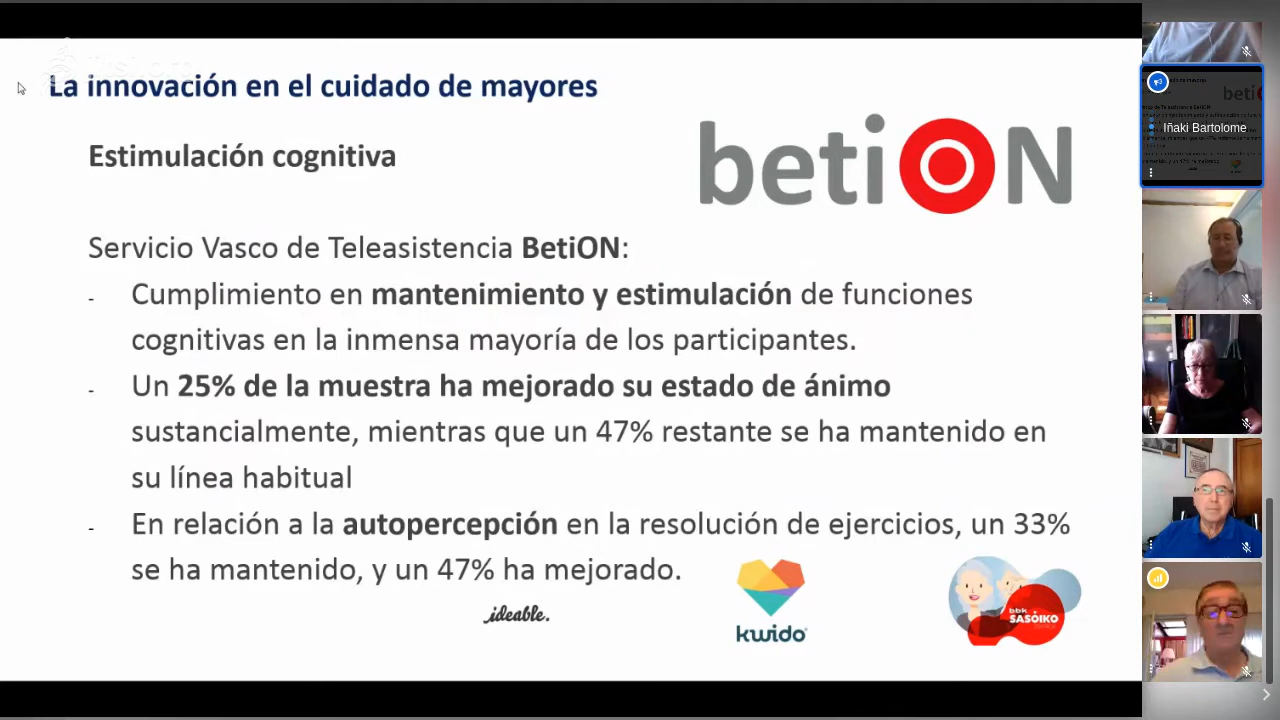 La innovación en el cuidado de mayores
Estimulación cognitiva
betiON
Servicio Vasco de Teleasistencia BetiON:
- Cumplimiento en mantenimiento y estimulación de funciones
cognitivas en la inmensa mayoría de los participantes.
- Un 25% de la muestra ha mejorado su estado de ánimo
sustancialmente, mientras que un 47% restante se ha mantenido en
su línea habitual
- En relación a la autopercepción en la resolución de ejercicios, un 33%
se ha mantenido, y un 47% ha mejorado.
ideable.
kwido
bbk
SASOIKO
Iñaki Bartolome